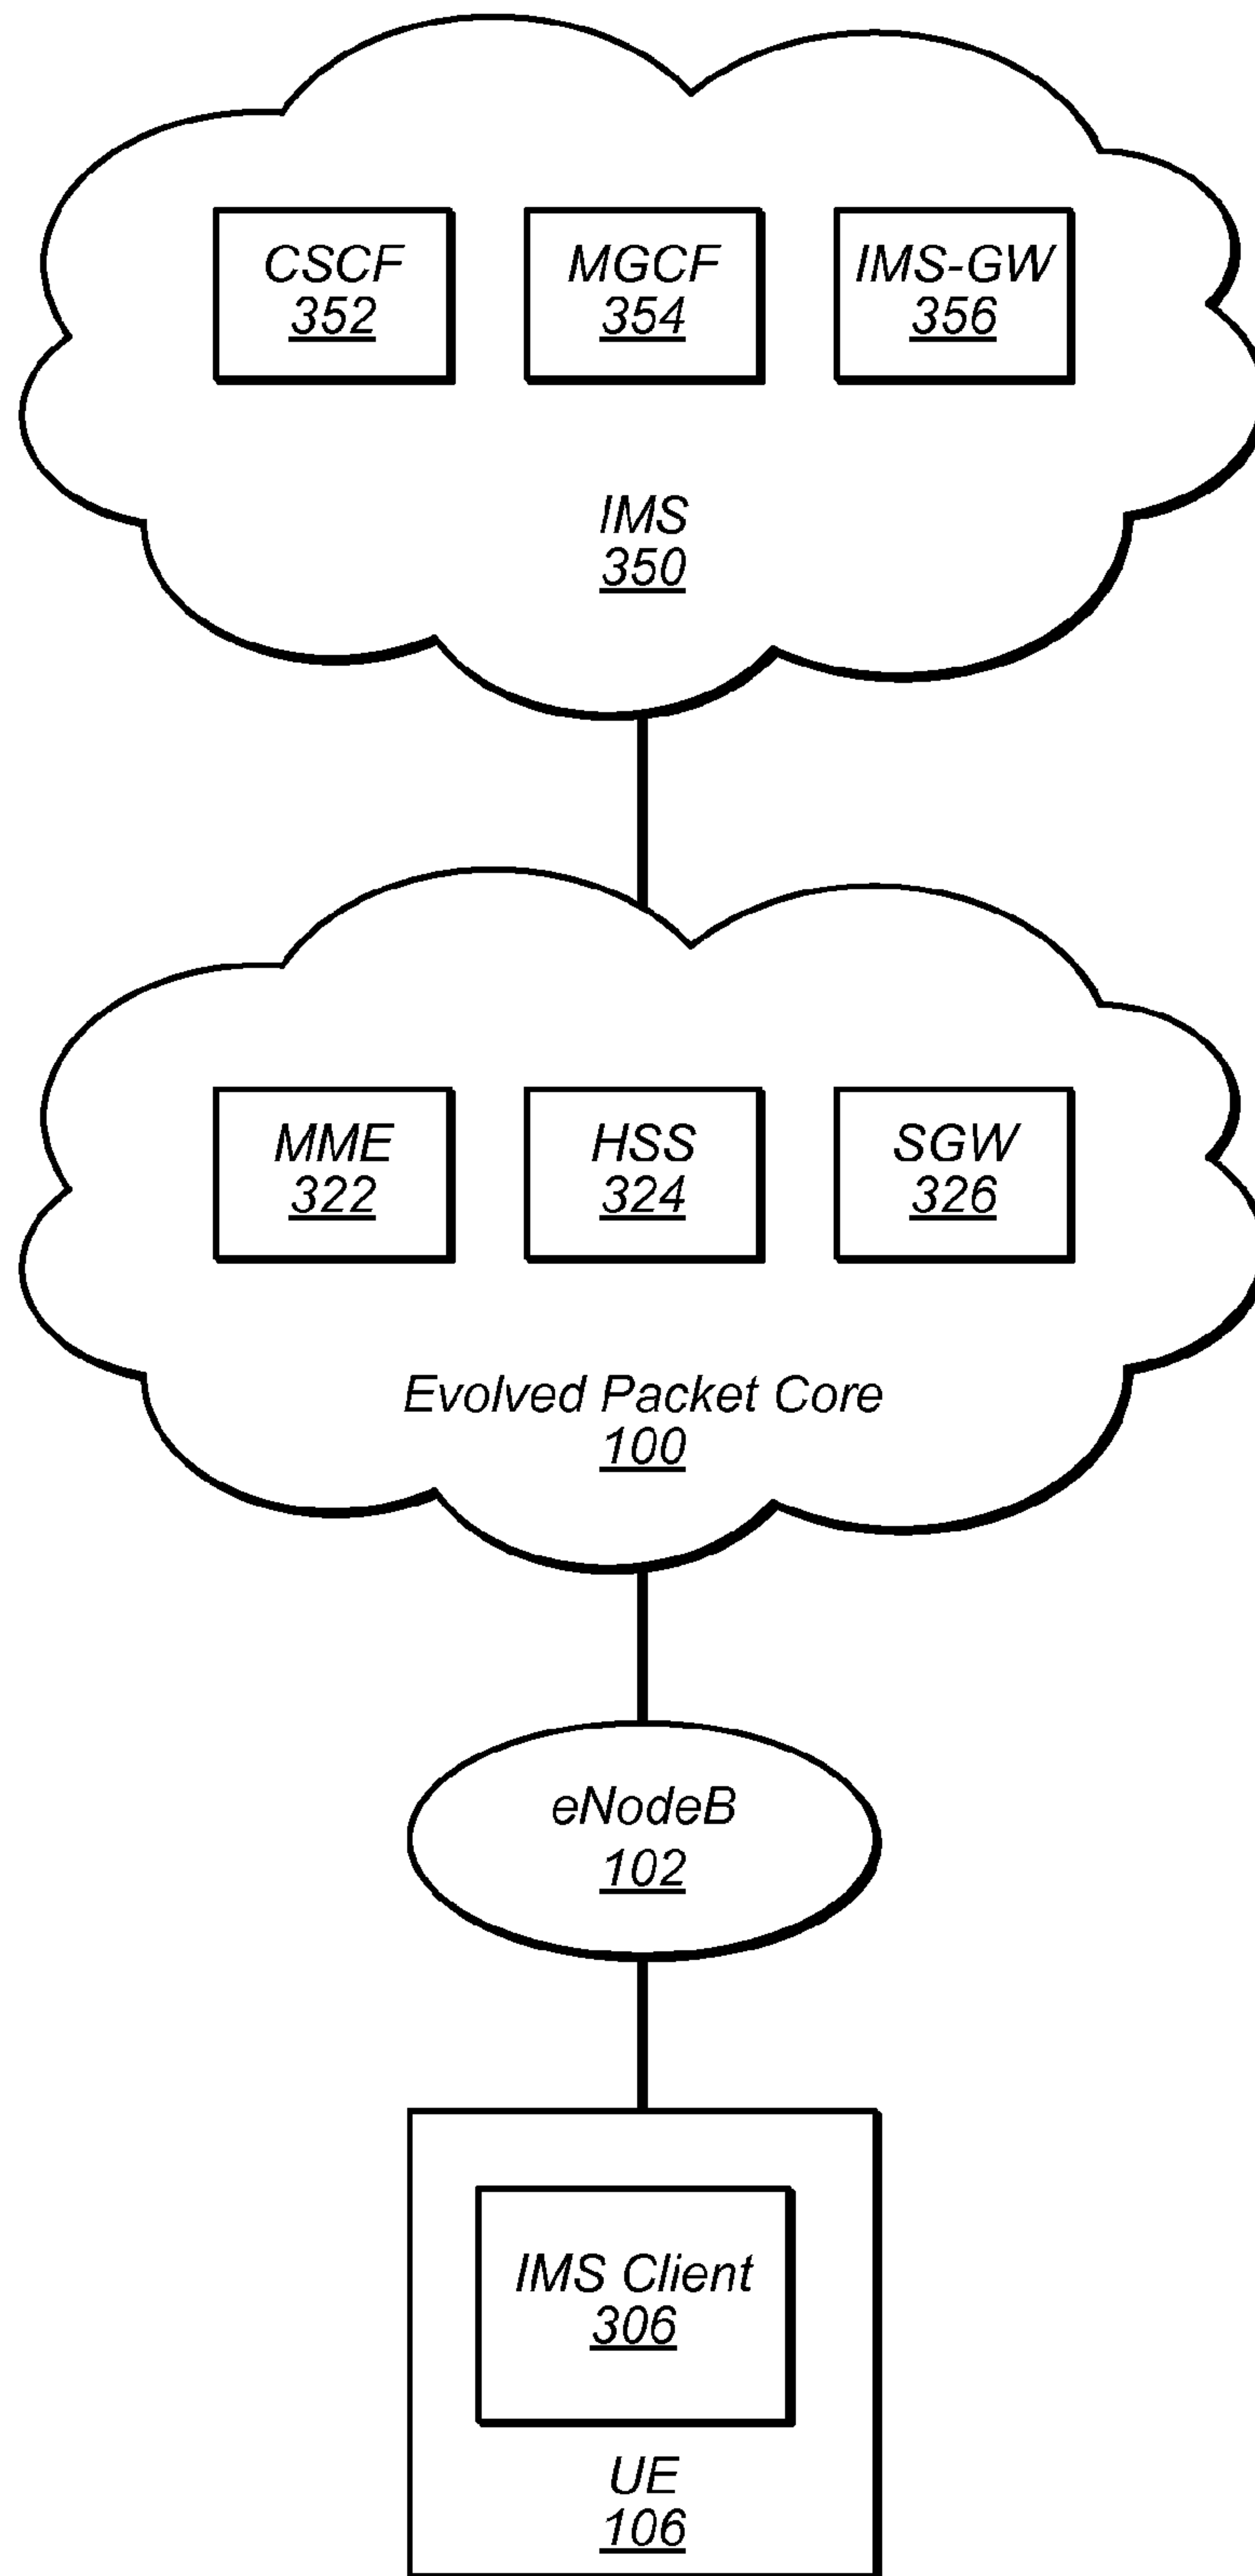 CSCF
352
MGCF
354
IMS-GW
356
IMS
350
MME
322
HSS
324
SGW
326
Evolved Packet Core
100
eNodeB
102
IMS Client
306
UE
106